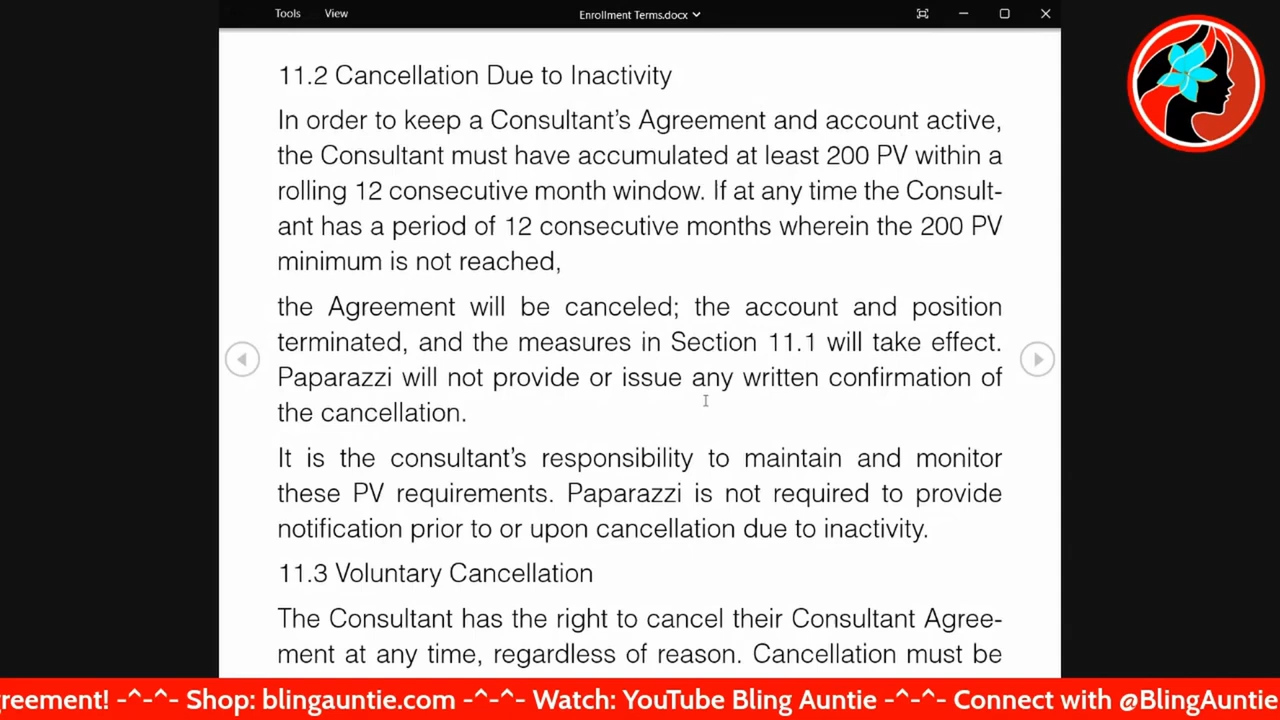 Tools View Enrollment Terms.docx
11.2 Cancellation Due to Inactivity
In order to keep a Consultant's Agreement and account active,
the Consultant must have accumulated at least 200 PV within a
rolling 12 consecutive month window. If at any time the Consult-
ant has a period of 12 consecutive months wherein the 200 PV
minimum is not reached,
the Agreement will be canceled; the account and position
terminated, and the measures in Section 11.1 will take effect.
Paparazzi will not provide or issue any written confirmation of
the cancellation.
It is the consultant's responsibility to maintain and monitor
these PV requirements. Paparazzi is not required to provide
notification prior to or upon cancellation due to inactivity.
11.3 Voluntary Cancellation
The Consultant has the right to cancel their Consultant Agree-
ment at any time, regardless of reason. Cancellation must be
greement! -^-^- Shop: blingauntie.com -^-^- Watch: YouTube Bling Auntie -^-^- Connect with @BlingAuntie